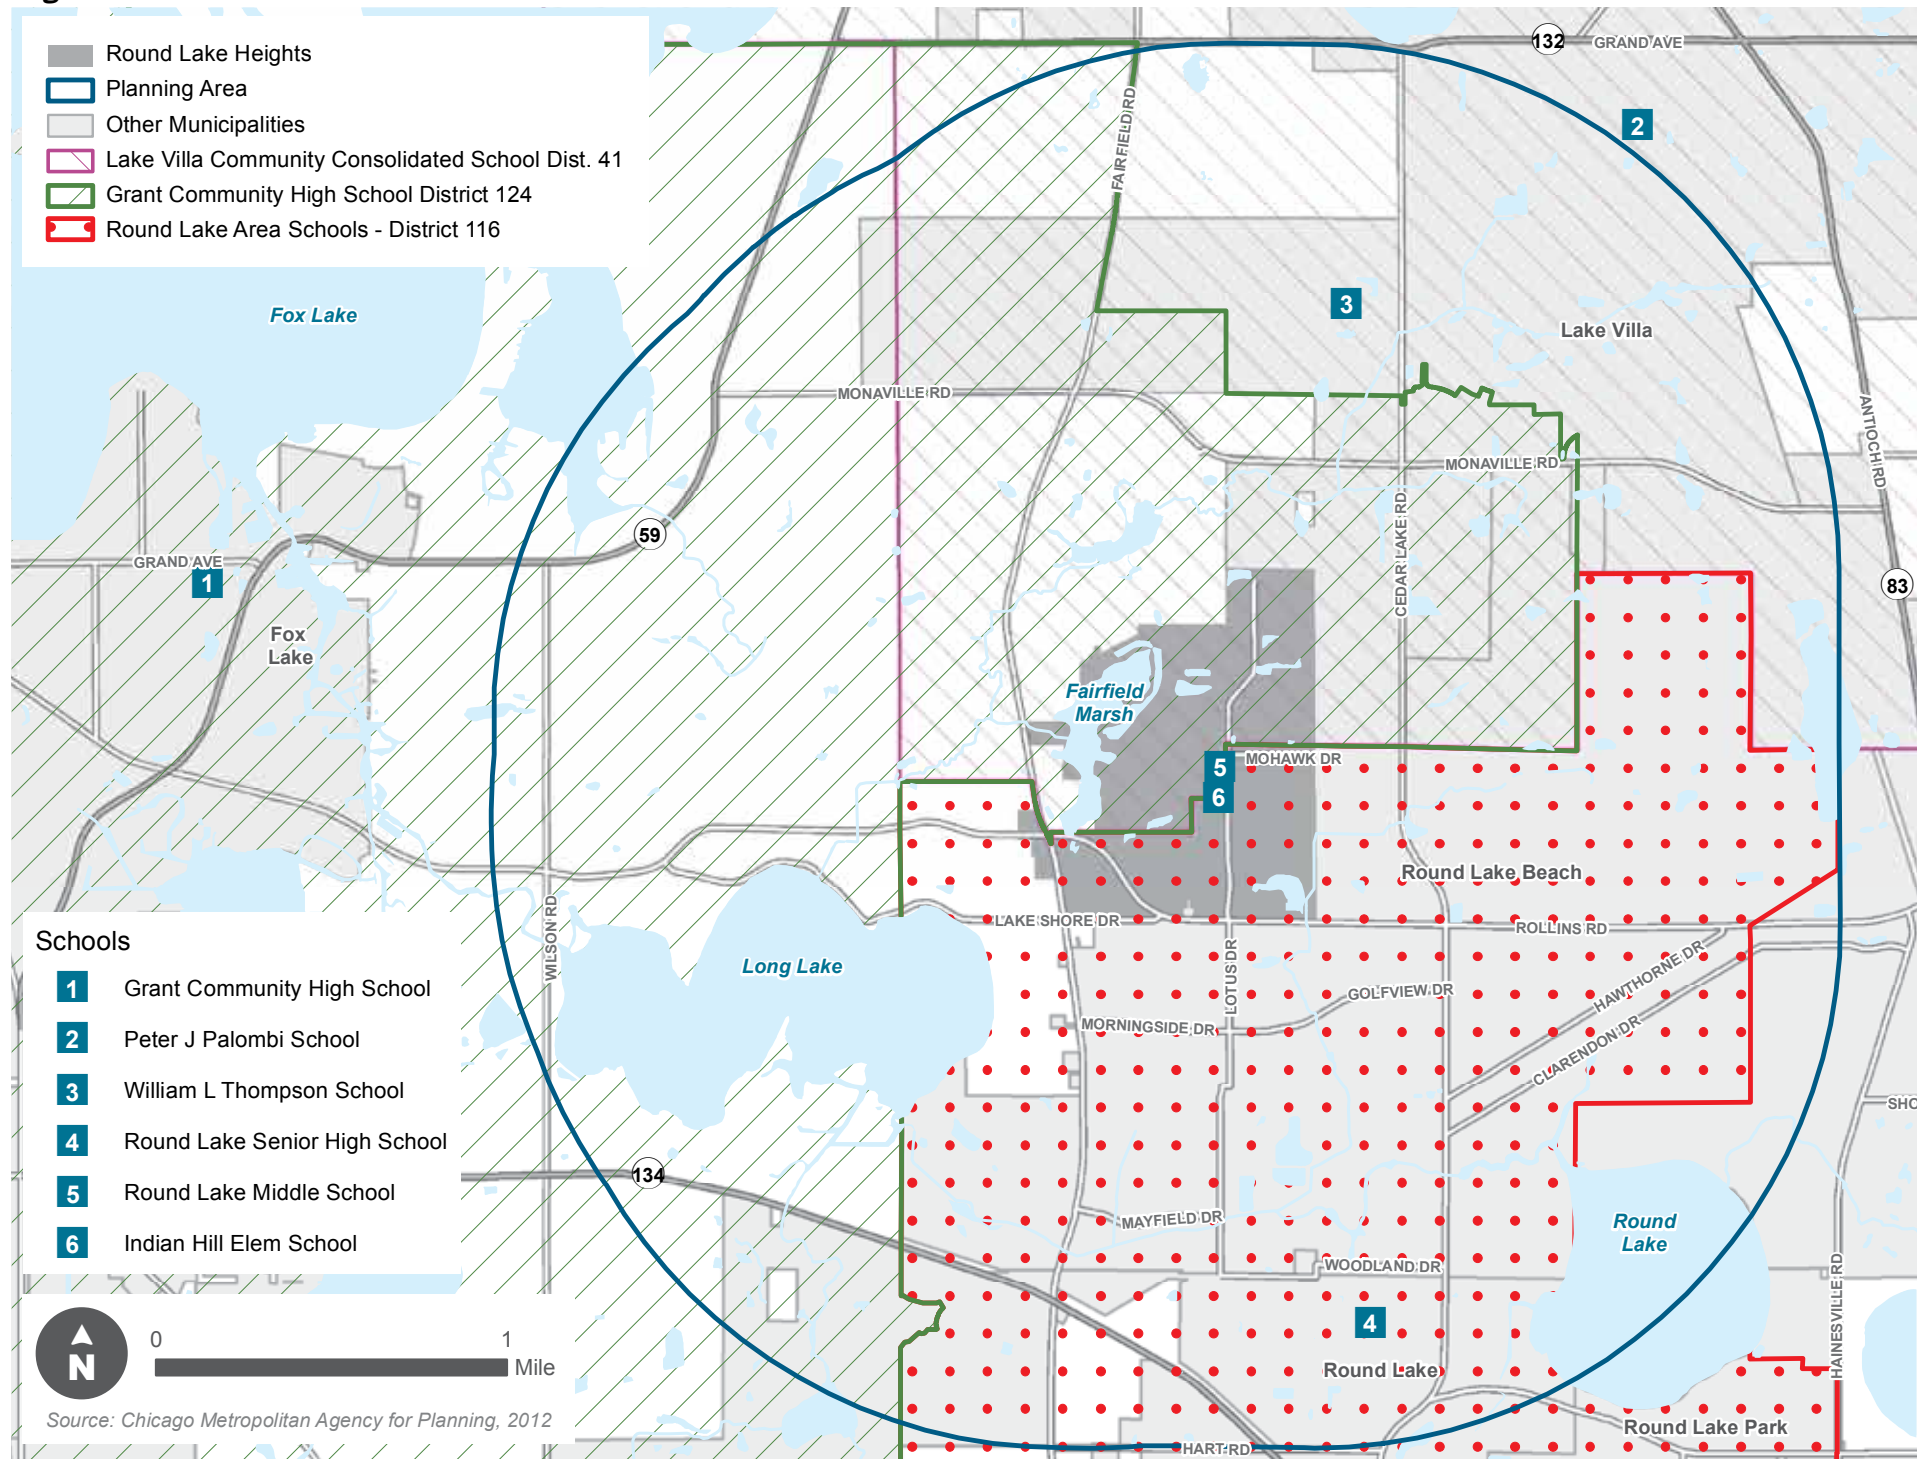 Round Lake Heights
Planning Area
Other Municipalities
Lake Villa Community Consolidated School Dist. 41
Grant Community High School District 124
Round Lake Area Schools - District 116
132
GRAND AVE
2
FAIRFIELD RD
3
Fox Lake
Lake Villa
MONAVILLE RD
ANTIOCH RD
MONAVILLE RD
59
CEDAR LAKE RD
GRAND AVE
1
83
Fox
Lake
Fairfield
Marsh
5
MOHAWK DR
6
Round Lake Beach
LAKE SHORE DR
ROLLINS RD
WILSON RD
Long Lake
LOTUS DR
HAWTHORNE DR
GOLFVIEW DR
MORNINGSIDE DR
CLARENDON DR
SHO
134
MAYFIELD DR
Round
Lake
WOODLAND DR
HAINESVILLE RD
4
Round Lake
Round Lake Park
HART RD
Schools
1 Grant Community High School
2 Peter J Palombi School
3 William L Thompson School
4 Round Lake Senior High School
5 Round Lake Middle School
6 Indian Hill Elem School
N
0 1
Mile
Source: Chicago Metropolitan Agency for Planning, 2012